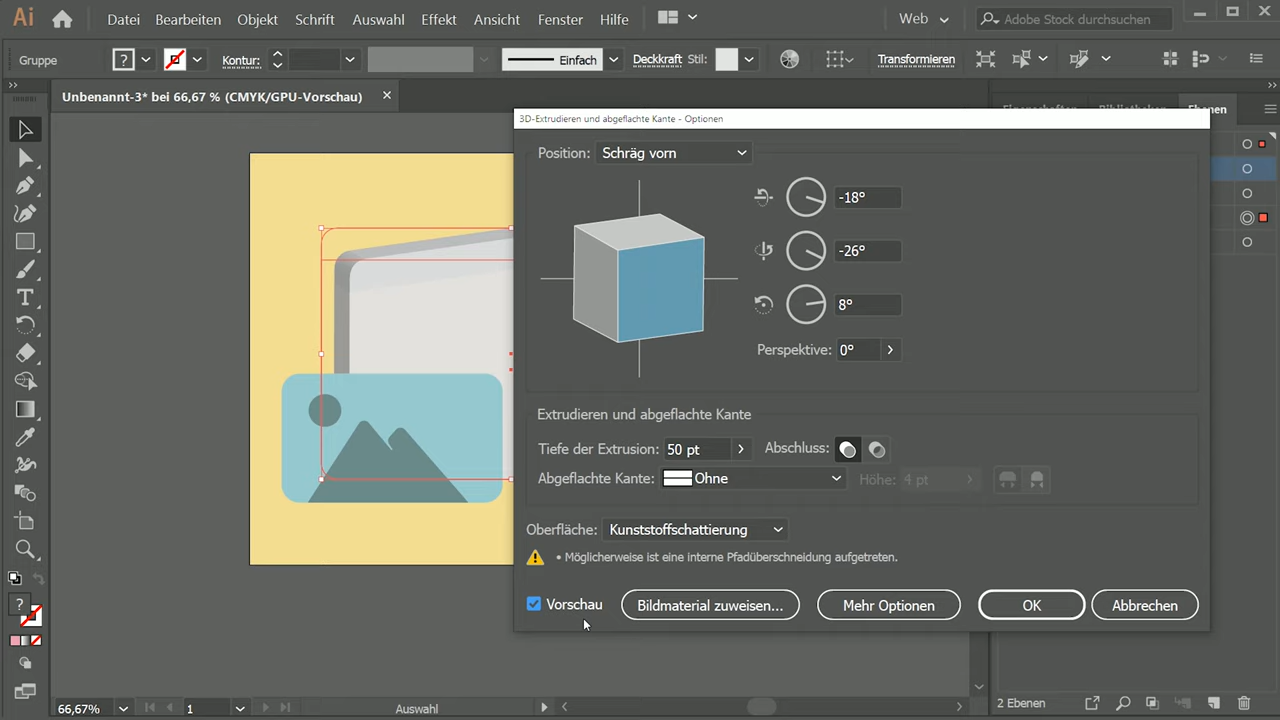 Ai
Datei Bearbeiten Objekt Schrift Auswahl Effekt Ansicht Fenster Hilfe Web Adobe Stock durchsuchen
Gruppe ? Kontur: Einfach Deckkraft Stil: Transformieren
Unbenannt-3* bei 66,67 % (CMYK/GPU-Vorschau)
Eigenschaften Bibliotheken Ebenen
3D-Extrudieren und abgeflachte Kante - Optionen
Position: Schräg vorn
-18°
-26°
8°
Perspektive: 0°
Extrudieren und abgeflachte Kante
Tiefe der Extrusion: 50 pt Abschluss:
Abgeflachte Kante: Ohne Höhe: 4 pt
Oberfläche: Kunststoffschattierung
• Möglicherweise ist eine interne Pfadüberschneidung aufgetreten.
Vorschau Bildmaterial zuweisen... Mehr Optionen OK Abbrechen
T
?
66,67% 1 Auswahl 2 Ebenen